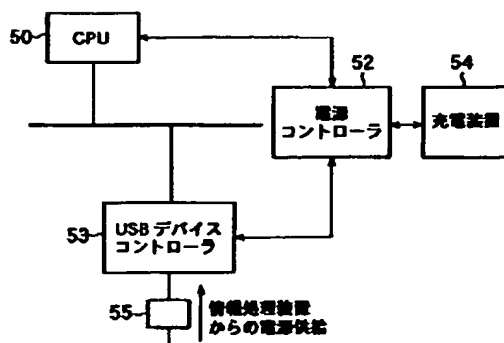 50
CPU
52
電源
コントローラ
54
充電装置
53
USB デバイス
コントローラ
55
情報処理装置
からの電源供給